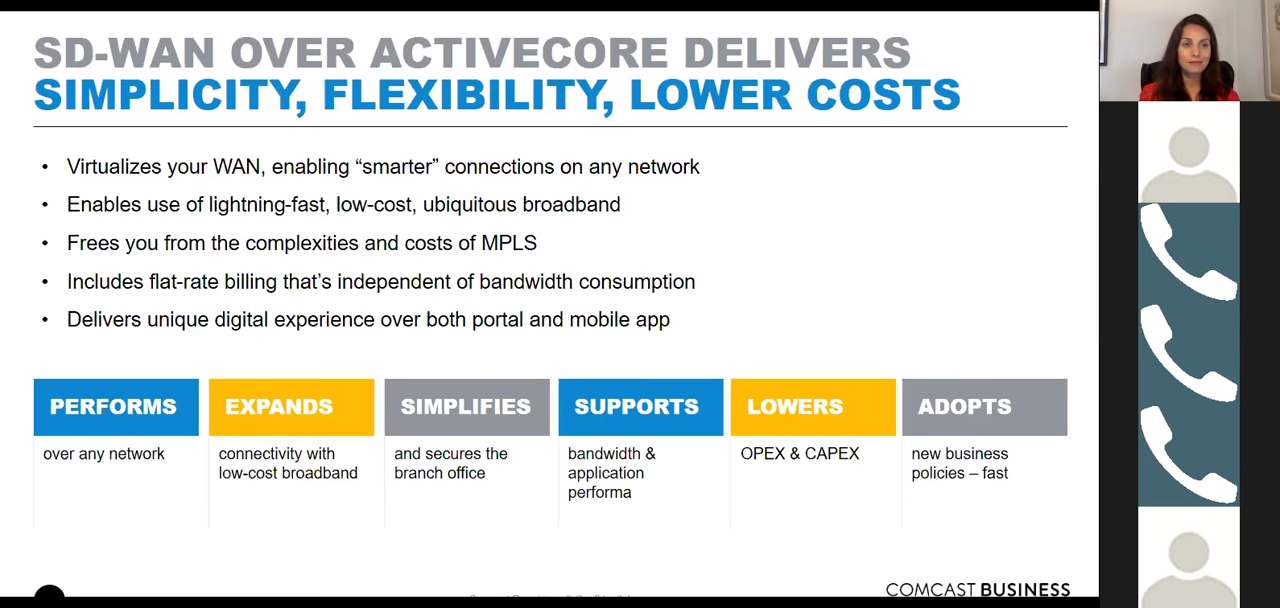 SD-WAN OVER ACTIVECORE DELIVERS
SIMPLICITY, FLEXIBILITY, LOWER COSTS
• Virtualizes your WAN, enabling “smarter” connections on any network
• Enables use of lightning-fast, low-cost, ubiquitous broadband
• Frees you from the complexities and costs of MPLS
• Includes flat-rate billing that’s independent of bandwidth consumption
• Delivers unique digital experience over both portal and mobile app
PERFORMS
over any network
EXPANDS
connectivity with
low-cost broadband
SIMPLIFIES
and secures the
branch office
SUPPORTS
bandwidth &
application
performa
LOWERS
OPEX & CAPEX
ADOPTS
new business
policies – fast
COMCAST BUSINESS